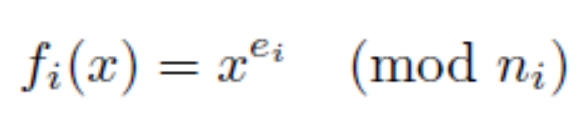 f_i(x) = x^{e_i} (mod n_i)